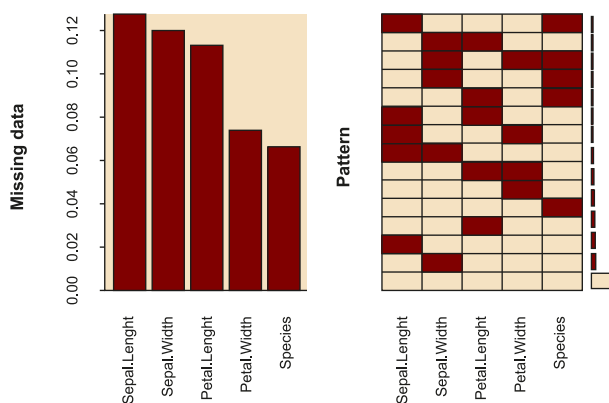 Missing data
0.12
0.10
0.08
0.06
0.04
0.02
0.00
Sepal.Lenght
Sepal.Width
Petal.Lenght
Petal.Width
Species
Pattern
Sepal.Lenght
Sepal.Width
Petal.Lenght
Petal.Width
Species